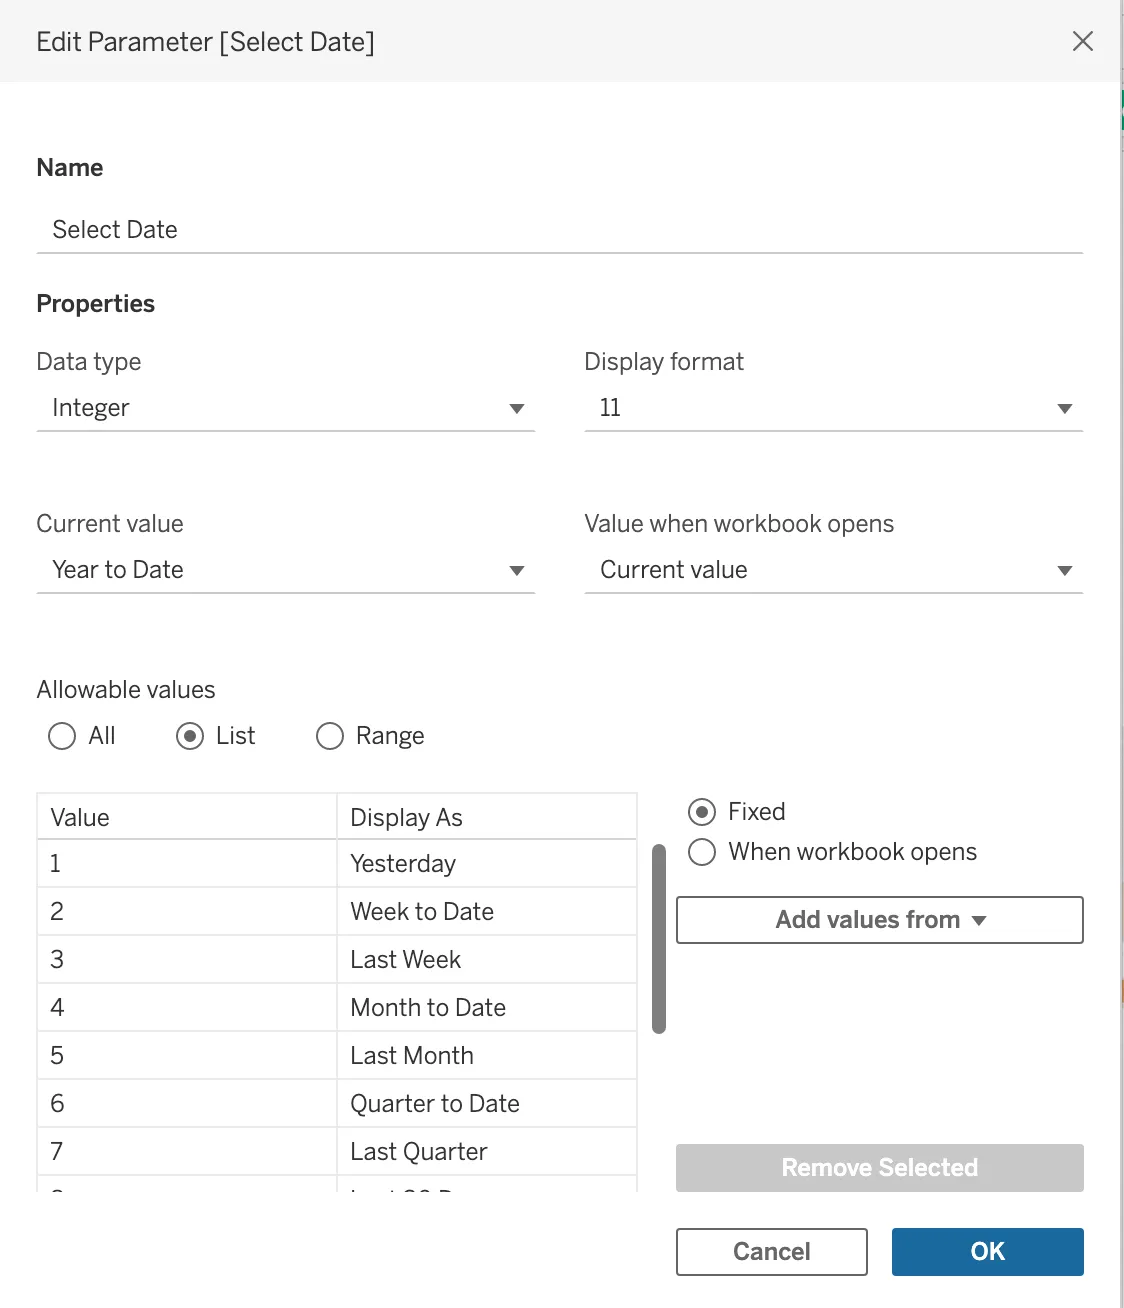 Edit Parameter [Select Date]
Name
Select Date
Properties
Data type
Display format
Integer
11
Current value
Value when workbook opens
Year to Date
Current value
Allowable values
All
List
Range
Value
Display As
1
Yesterday
2
Week to Date
3
Last Week
4
Month to Date
5
Last Month
6
Quarter to Date
7
Last Quarter
Fixed
When workbook opens
Add values from
Remove Selected
Cancel
OK